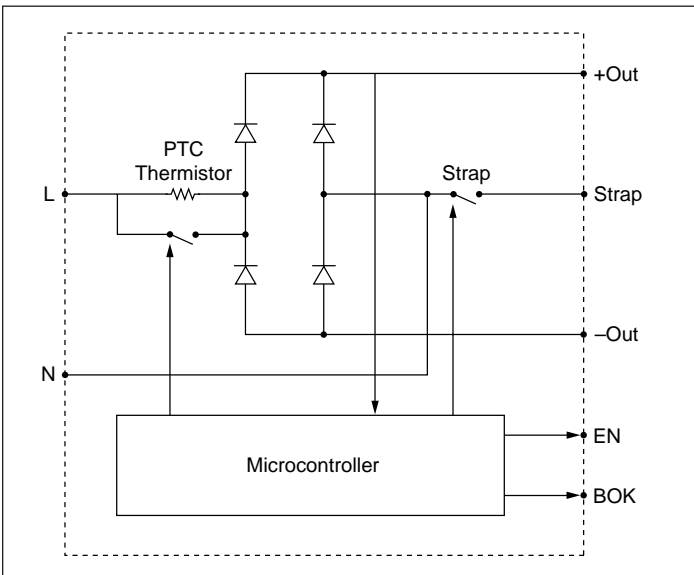 +Out
PTC
Thermistor
Strap
L
Strap
–Out
N
EN
Microcontroller
BOK